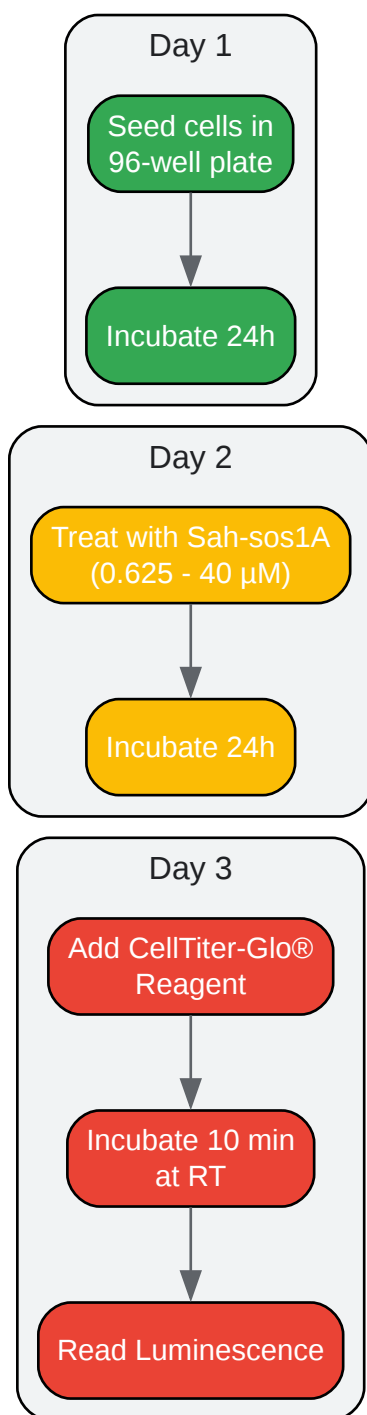 Day 1
Seed cells in
96-well plate
Incubate 24h
Day 2
Treat with Sah-sos1A
(0.625 - 40 µM)
Incubate 24h
Day 3
Add CellTiter-Glo®
Reagent
Incubate 10 min
at RT
Read Luminescence